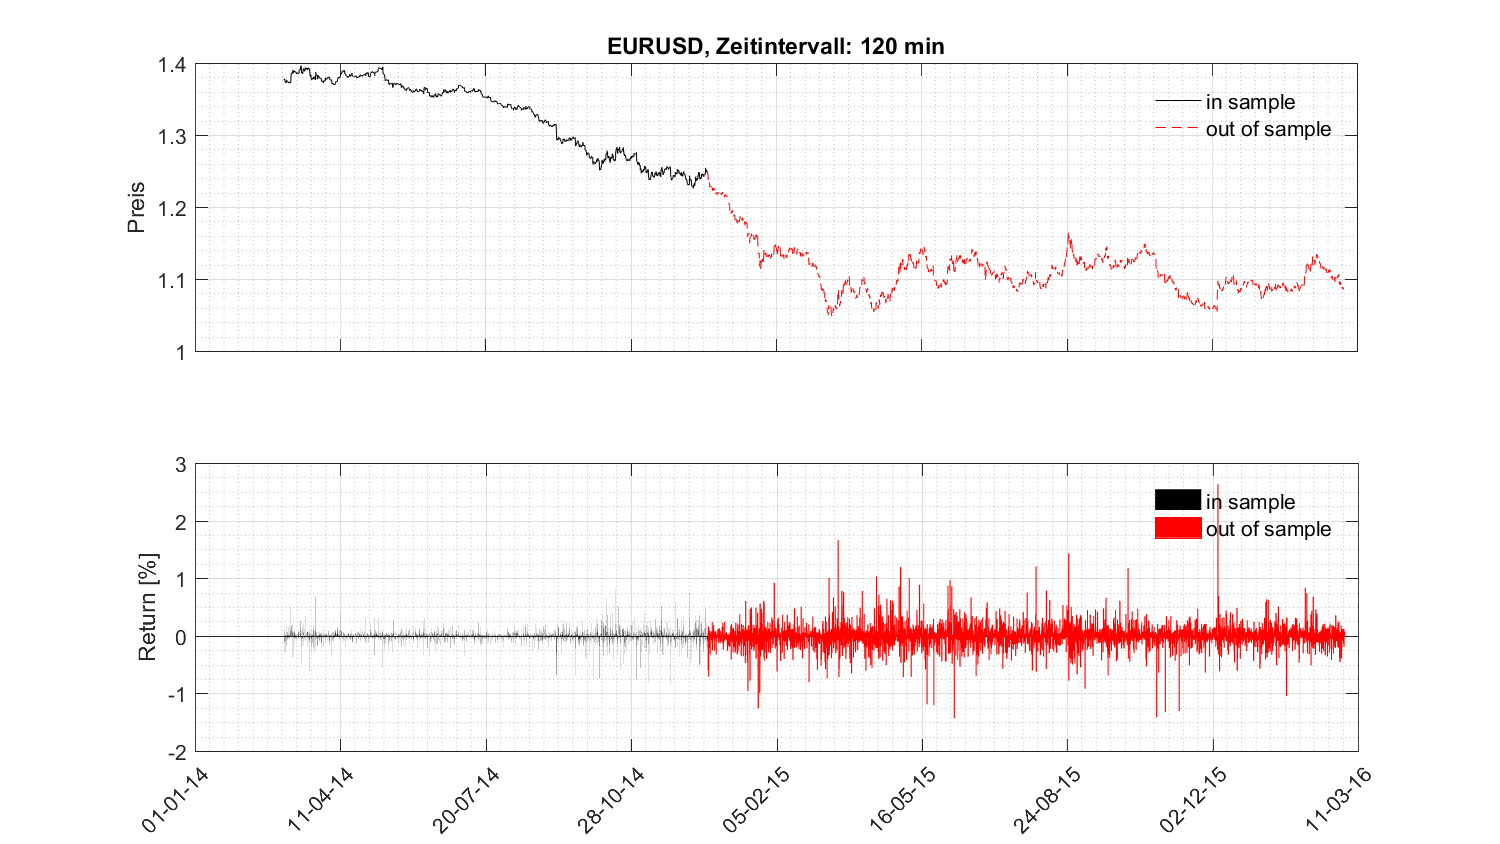 EURUSD, Zeitintervall: 120 min
1.4
1.3
1.2
1.1
1
Preis
in sample
out of sample
3
2
1
0
-1
-2
Return [%]
in sample
out of sample
01-01-14
11-04-14
20-07-14
28-10-14
05-02-15
16-05-15
24-08-15
02-12-15
11-03-16